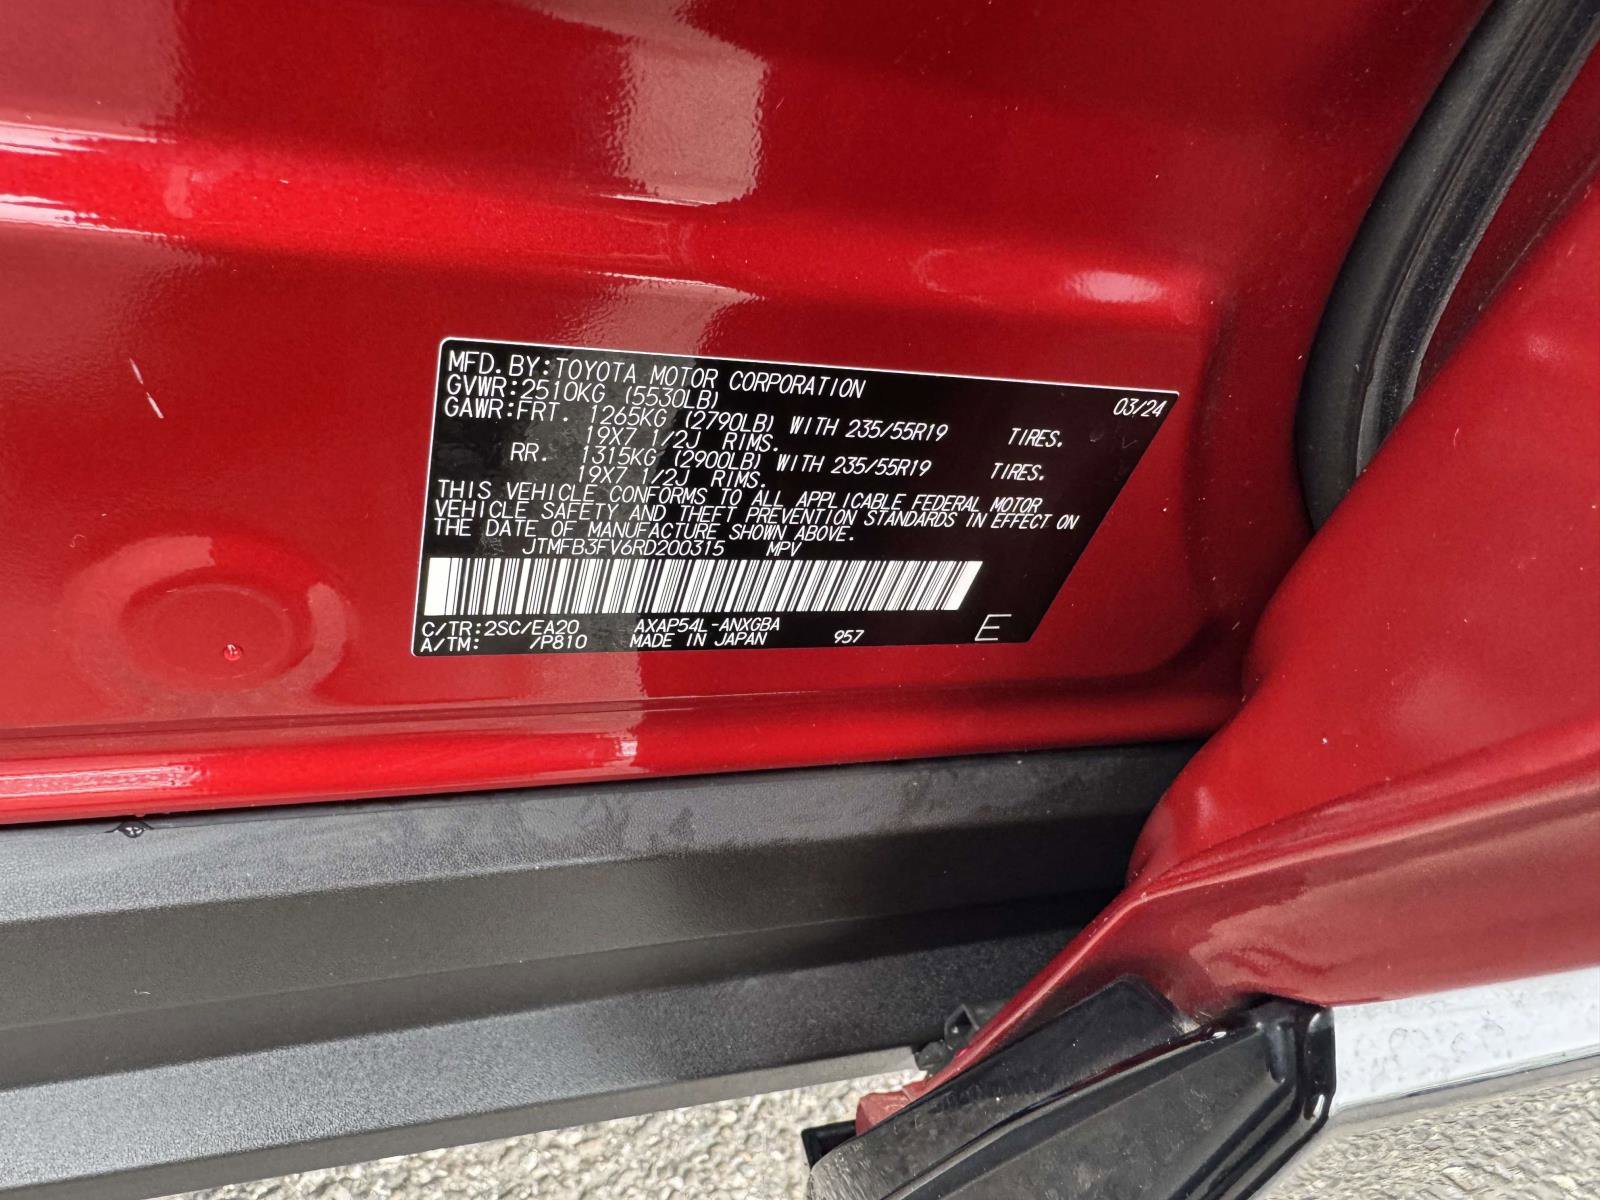 MFD.BY:TOYOTA MOTOR CORPORATION 03/24
GVWR:2510KG (5530LB)
GAWR:FRT. 1265KG (2790LB) WITH 235/55R19 TIRES.
19X7 1/2J RIMS.
RR. 1315KG (2900LB) WITH 235/55R19 TIRES.
19X7 1/2J RIMS.
THIS VEHICLE CONFORMS TO ALL APPLICABLE FEDERAL MOTOR
VEHICLE SAFETY AND THEFT PREVENTION STANDARDS IN EFFECT ON
THE DATE OF MANUFACTURE SHOWN ABOVE.
JTMFB3FV6RD200315 MPV
C/TR:2SC/EA20 AXAP54L-ANXGBA
A/TM: /P810 MADE IN JAPAN 957 E